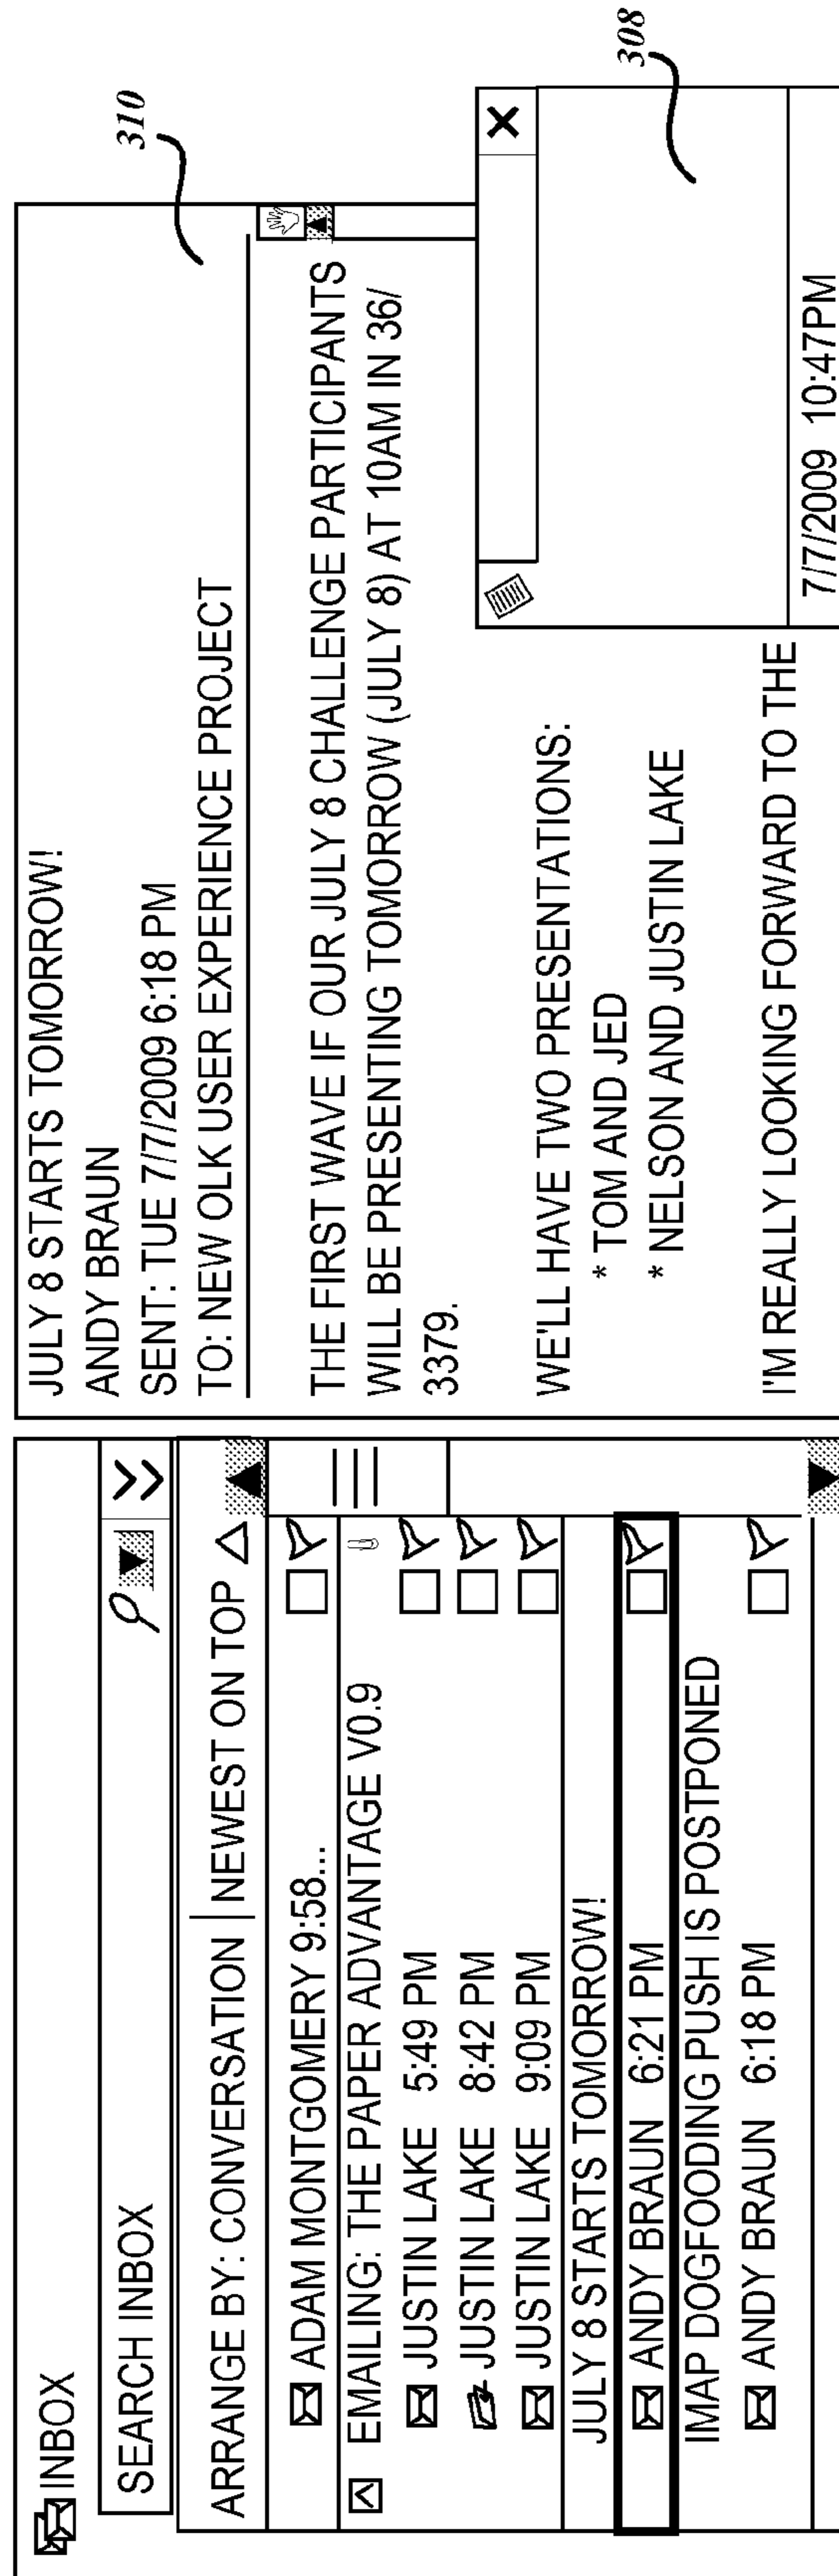 INBOX
SEARCH INBOX
ARRANGE BY: CONVERSATION | NEWEST ON TOP
ADAM MONTGOMERY 9:58...
EMAILING: THE PAPER ADVANTAGE V0.9
JUSTIN LAKE 5:49 PM
JUSTIN LAKE 8:42 PM
JUSTIN LAKE 9:09 PM
JULY 8 STARTS TOMORROW!
ANDY BRAUN 6:21 PM
IMAP DOGFOODING PUSH IS POSTPONED
ANDY BRAUN 6:18 PM
JULY 8 STARTS TOMORROW!
ANDY BRAUN
SENT: TUE 7/7/2009 6:18 PM
TO: NEW OLK USER EXPERIENCE PROJECT
310
THE FIRST WAVE IF OUR JULY 8 CHALLENGE PARTICIPANTS
WILL BE PRESENTING TOMORROW (JULY 8) AT 10AM IN 36/
3379.
WE'LL HAVE TWO PRESENTATIONS:
* TOM AND JED
* NELSON AND JUSTIN LAKE
I'M REALLY LOOKING FORWARD TO THE
308
7/7/2009 10:47PM